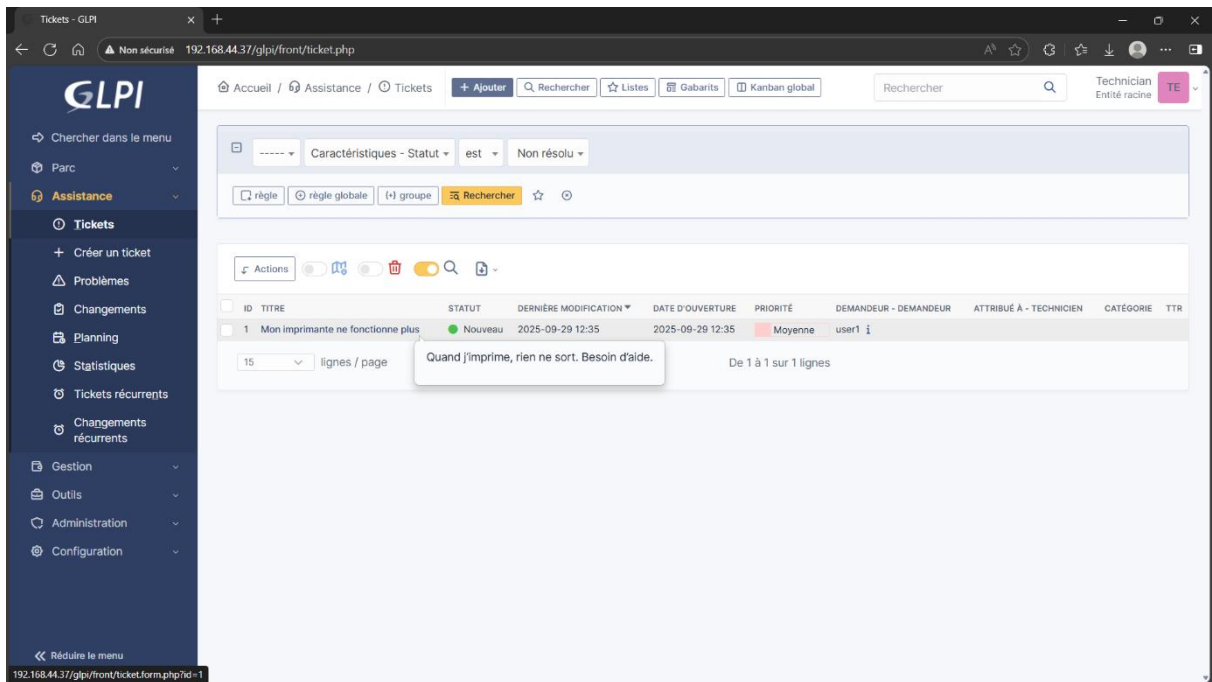 Tickets - GLPI
Non sécurisé 192.168.44.37/glpi/front/ticket.php
GLPI
Accueil / Assistance / Tickets + Ajouter Rechercher Listes Gabarits Kanban global Rechercher Technician TE
Entité racine
Chercher dans le menu
Parc
Assistance
Tickets
+ Créer un ticket
Problèmes
Changements
Planning
Statistiques
Tickets récurrents
Changements
récurrents
Gestion
Outils
Administration
Configuration
Réduire le menu
192.168.44.37/glpi/front/ticket.form.php?id=1
----- Caractéristiques - Statut est Non résolu
règle règle globale {+} groupe Rechercher
Actions
ID TITRE STATUT DERNIÈRE MODIFICATION DATE D'OUVERTURE PRIORITÉ DEMANDEUR - DEMANDEUR ATTRIBUÉ À - TECHNICIEN CATÉGORIE TTR
1 Mon imprimante ne fonctionne plus Nouveau 2025-09-29 12:35 2025-09-29 12:35 Moyenne user1 i
15 lignes / page Quand j'imprime, rien ne sort. Besoin d'aide. De 1 à 1 sur 1 lignes